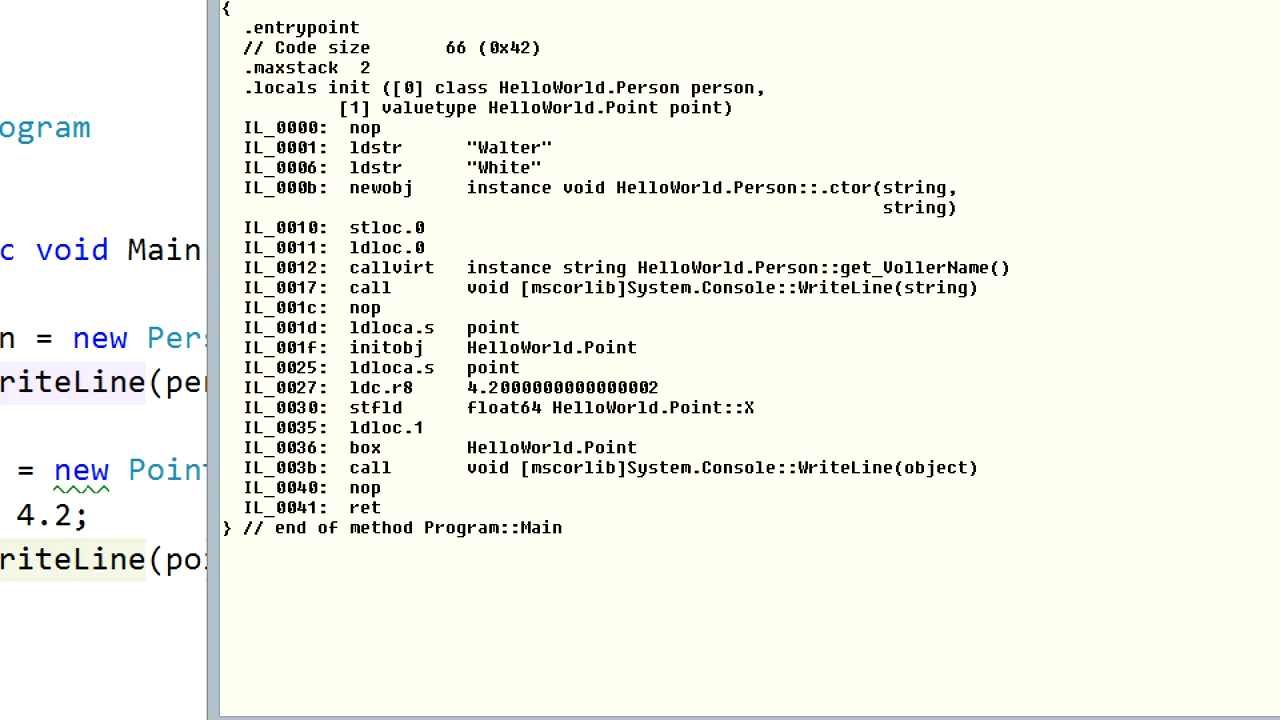 ogram
c void Main
n = new Pers
riteLine(per
= new Point
4.2;
riteLine(poi
{
.entrypoint
// Code size       66 (0x42)
.maxstack  2
.locals init ([0] class HelloWorld.Person person,
[1] valuetype HelloWorld.Point point)
IL_0000:  nop
IL_0001:  ldstr      "Walter"
IL_0006:  ldstr      "White"
IL_000b:  newobj     instance void HelloWorld.Person::.ctor(string,
string)
IL_0010:  stloc.0
IL_0011:  ldloc.0
IL_0012:  callvirt   instance string HelloWorld.Person::get_VollerName()
IL_0017:  call       void [mscorlib]System.Console::WriteLine(string)
IL_001c:  nop
IL_001d:  ldloca.s   point
IL_001f:  initobj    HelloWorld.Point
IL_0025:  ldloca.s   point
IL_0027:  ldc.r8     4.2000000000000002
IL_0030:  stfld      float64 HelloWorld.Point::X
IL_0035:  ldloc.1
IL_0036:  box        HelloWorld.Point
IL_003b:  call       void [mscorlib]System.Console::WriteLine(object)
IL_0040:  nop
IL_0041:  ret
} // end of method Program::Main